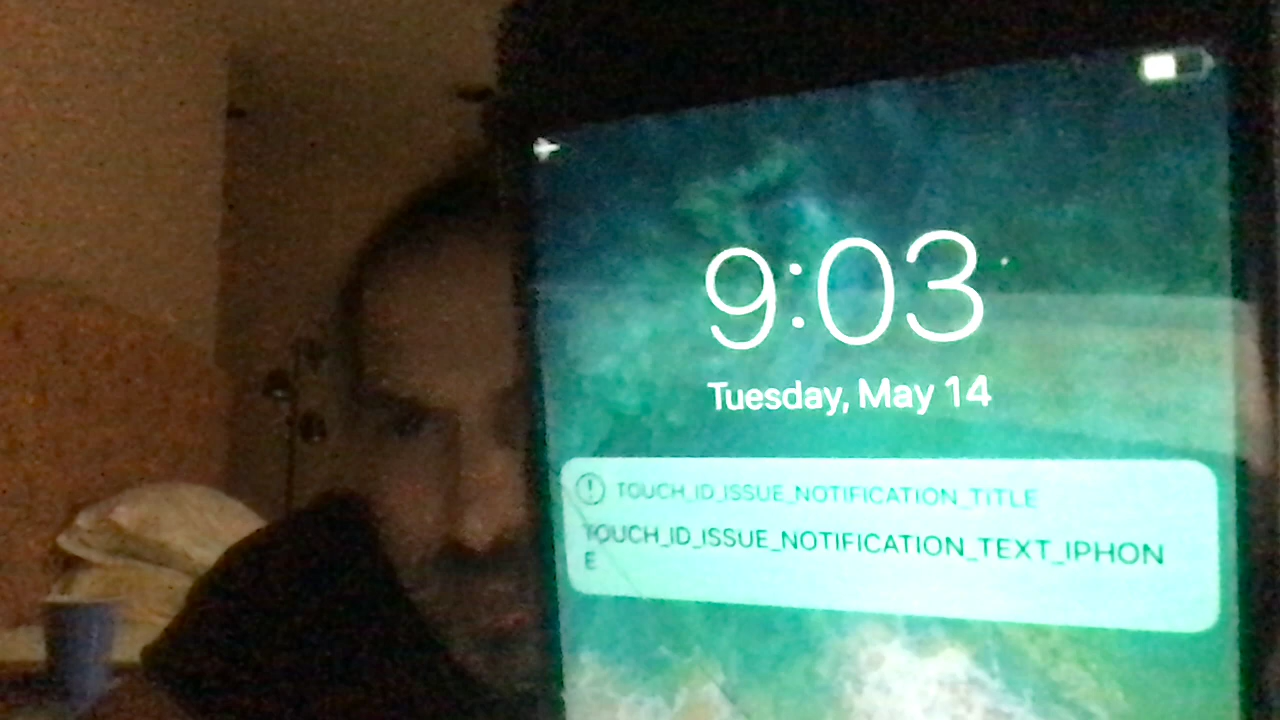 9:03
Tuesday, May 14
TOUCH_ID_ISSUE_NOTIFICATION_TITLE
TOUCH_ID_ISSUE_NOTIFICATION_TEXT_IPHON
E